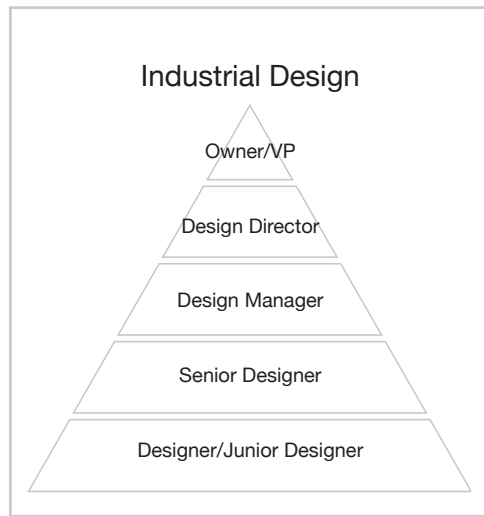 Industrial Design
Owner/VP
Design Director
Design Manager
Senior Designer
Designer/Junior Designer